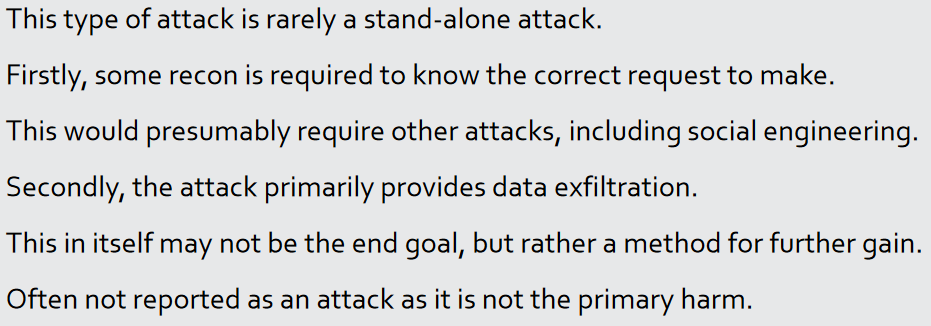 This type of attack is rarely a stand-alone attack.
Firstly, some recon is required to know the correct request to make.
This would presumably require other attacks, including social engineering.
Secondly, the attack primarily provides data exfiltration.
This in itself may not be the end goal, but rather a method for further gain.
Often not reported as an attack as it is not the primary harm.